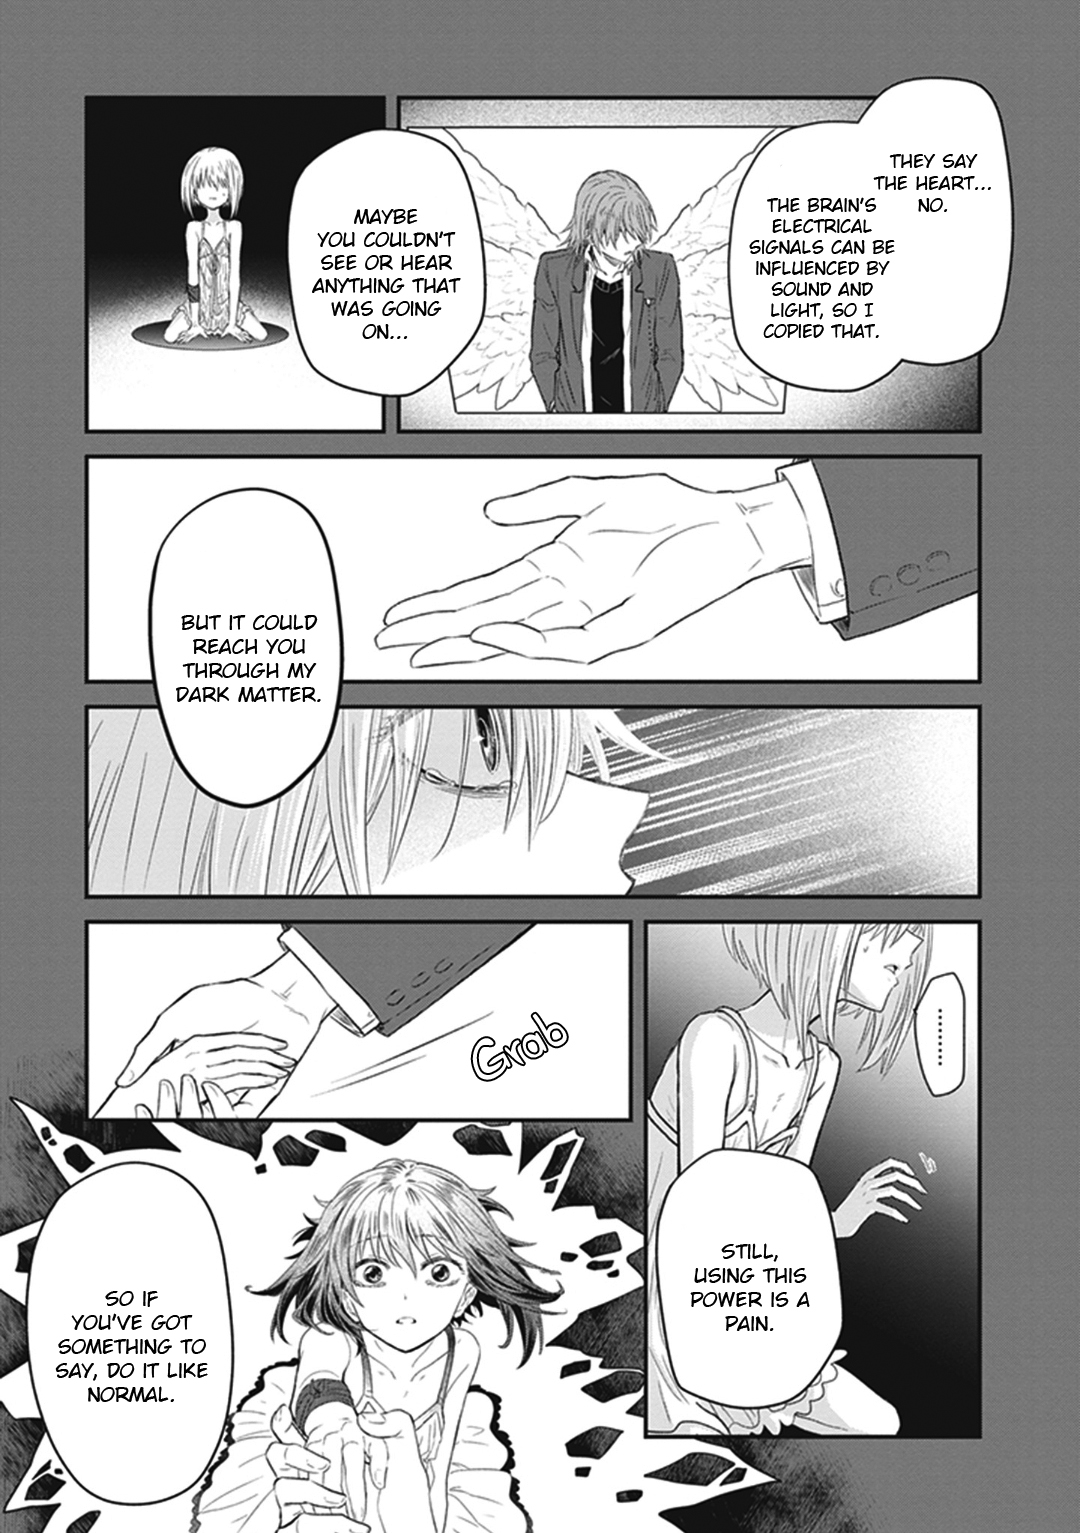 THEY SAY
THE HEART...
NO.
THE BRAIN'S
ELECTRICAL
SIGNALS CAN BE
INFLUENCED BY
SOUND AND
LIGHT, SO I
COPIED THAT.
MAYBE
YOU COULDN'T
SEE OR HEAR
ANYTHING THAT
WAS GOING
ON...
BUT IT COULD
REACH YOU
THROUGH MY
DARK MATTER.
.........
STILL,
USING THIS
POWER IS A
PAIN.
Grab
SO IF
YOU'VE GOT
SOMETHING TO
SAY, DO IT LIKE
NORMAL.